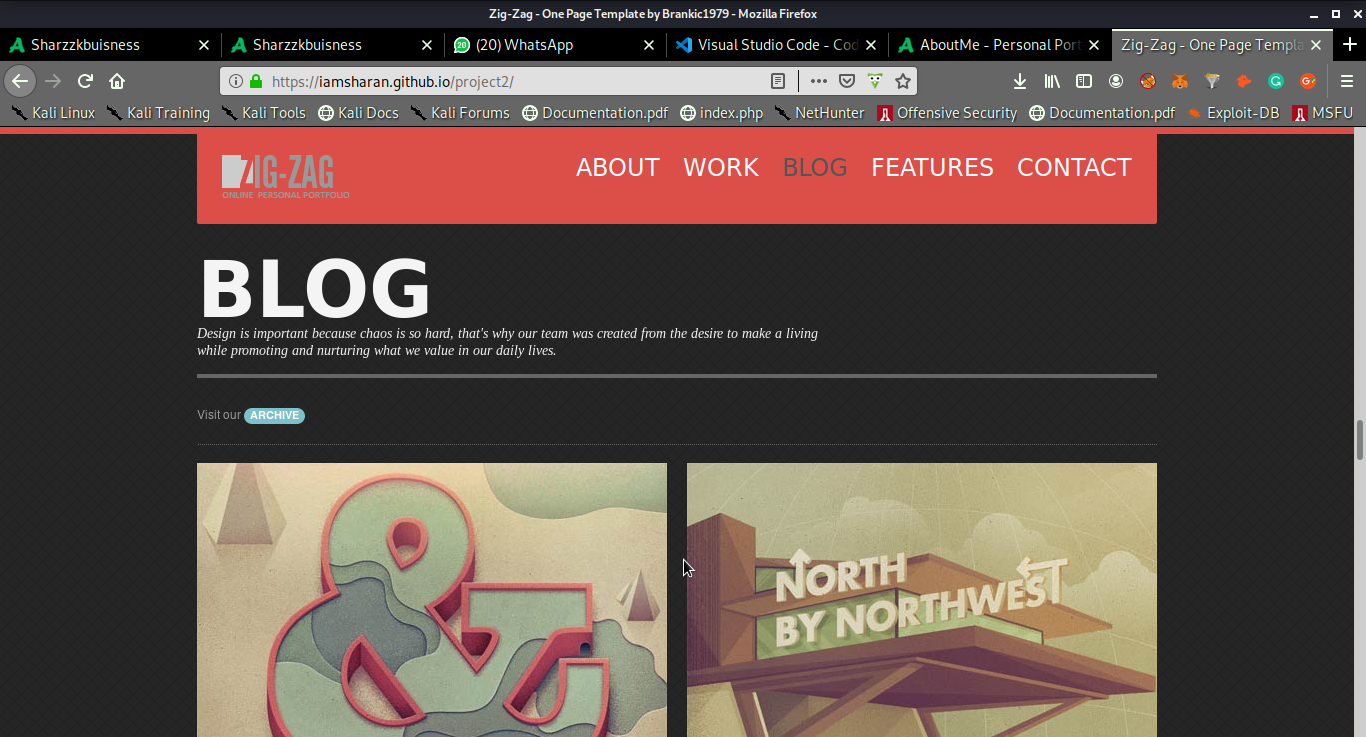 Zig-Zag - One Page Template by Brankic1979 - Mozilla Firefox
Sharzzkbuisness
Sharzzkbuisness
20
(20) WhatsApp
Visual Studio Code - Cod
AboutMe - Personal Port
Zig-Zag - One Page Templa
https://iamsharan.github.io/project2/
Kali Linux
Kali Training
Kali Tools
Kali Docs
Kali Forums
Documentation.pdf
index.php
NetHunter
Offensive Security
Documentation.pdf
Exploit-DB
MSFU
ZIG-ZAG
ONLINE PERSONAL PORTFOLIO
ABOUT
WORK
BLOG
FEATURES
CONTACT
BLOG
Design is important because chaos is so hard, that's why our team was created from the desire to make a living
while promoting and nurturing what we value in our daily lives.
Visit our ARCHIVE
&
NORTH
BY NORTHWEST